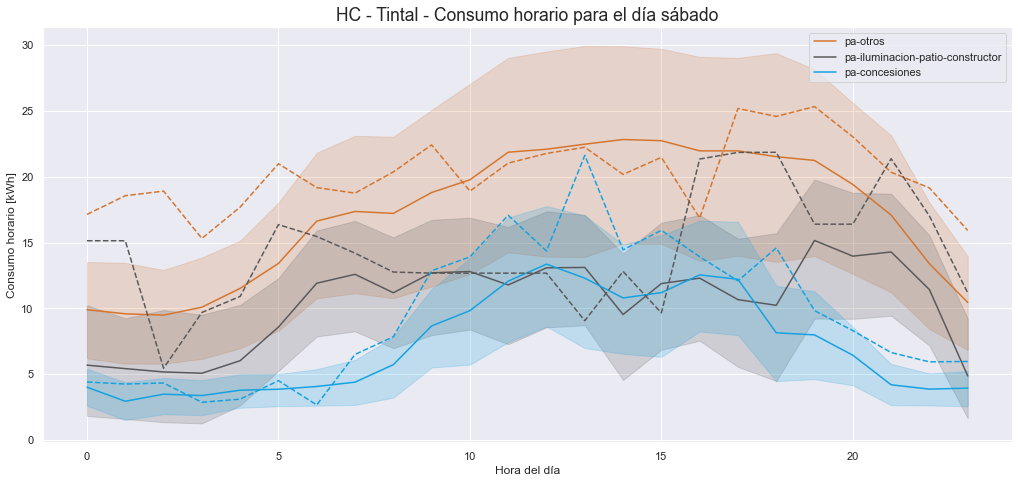 HC - Tintal - Consumo horario para el día sábado
pa-otros
pa-iluminacion-patio-constructor
pa-concesiones
Consumo horario [kWh]
30
25
20
15
10
5
0
0 5 10 15 20
Hora del día